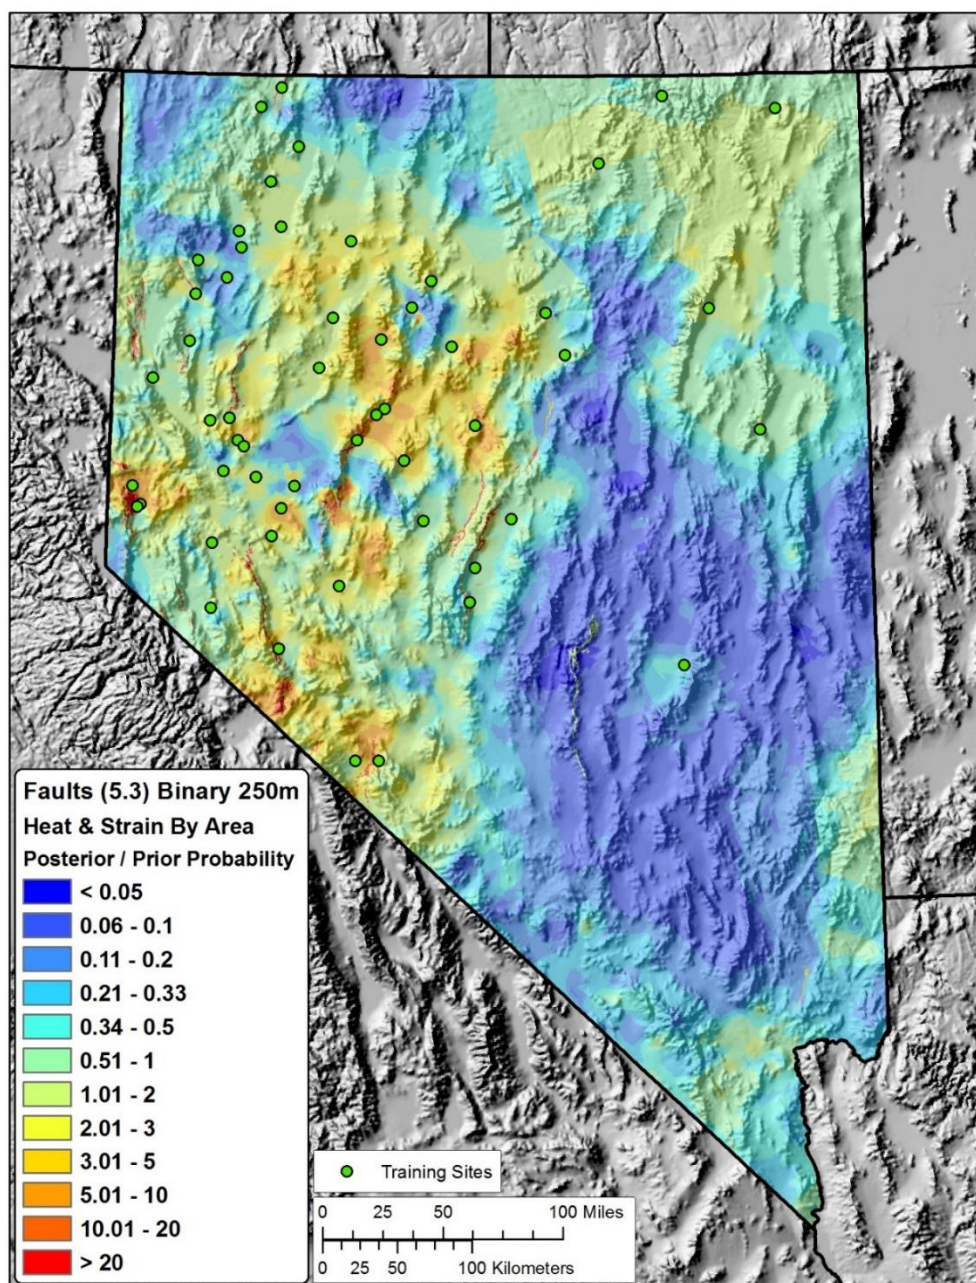 Faults (5.3) Binary 250m
Heat & Strain By Area
Posterior / Prior Probability
< 0.05
0.06 - 0.1
0.11 - 0.2
0.21 - 0.33
0.34 - 0.5
0.51 - 1
1.01 - 2
2.01 - 3
3.01 - 5
5.01 - 10
10.01 - 20
> 20
Training Sites
0 25 50 100 Miles
0 25 50 100 Kilometers